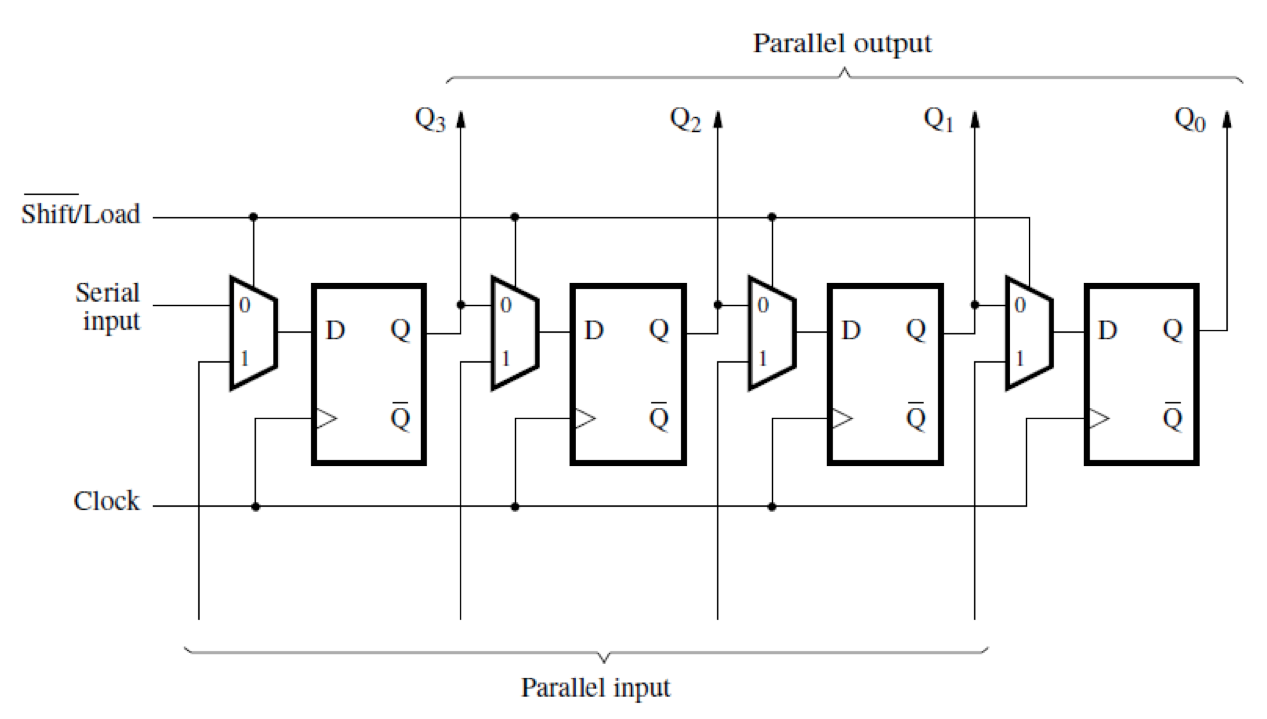 Parallel output
Q₃
Q₂
Q₁
Q₀
S̅h̅i̅f̅t̅/Load
Serial
input
0
1
D
Q
Q̅
0
1
D
Q
Q̅
0
1
D
Q
Q̅
0
1
D
Q
Q̅
Clock
Parallel input